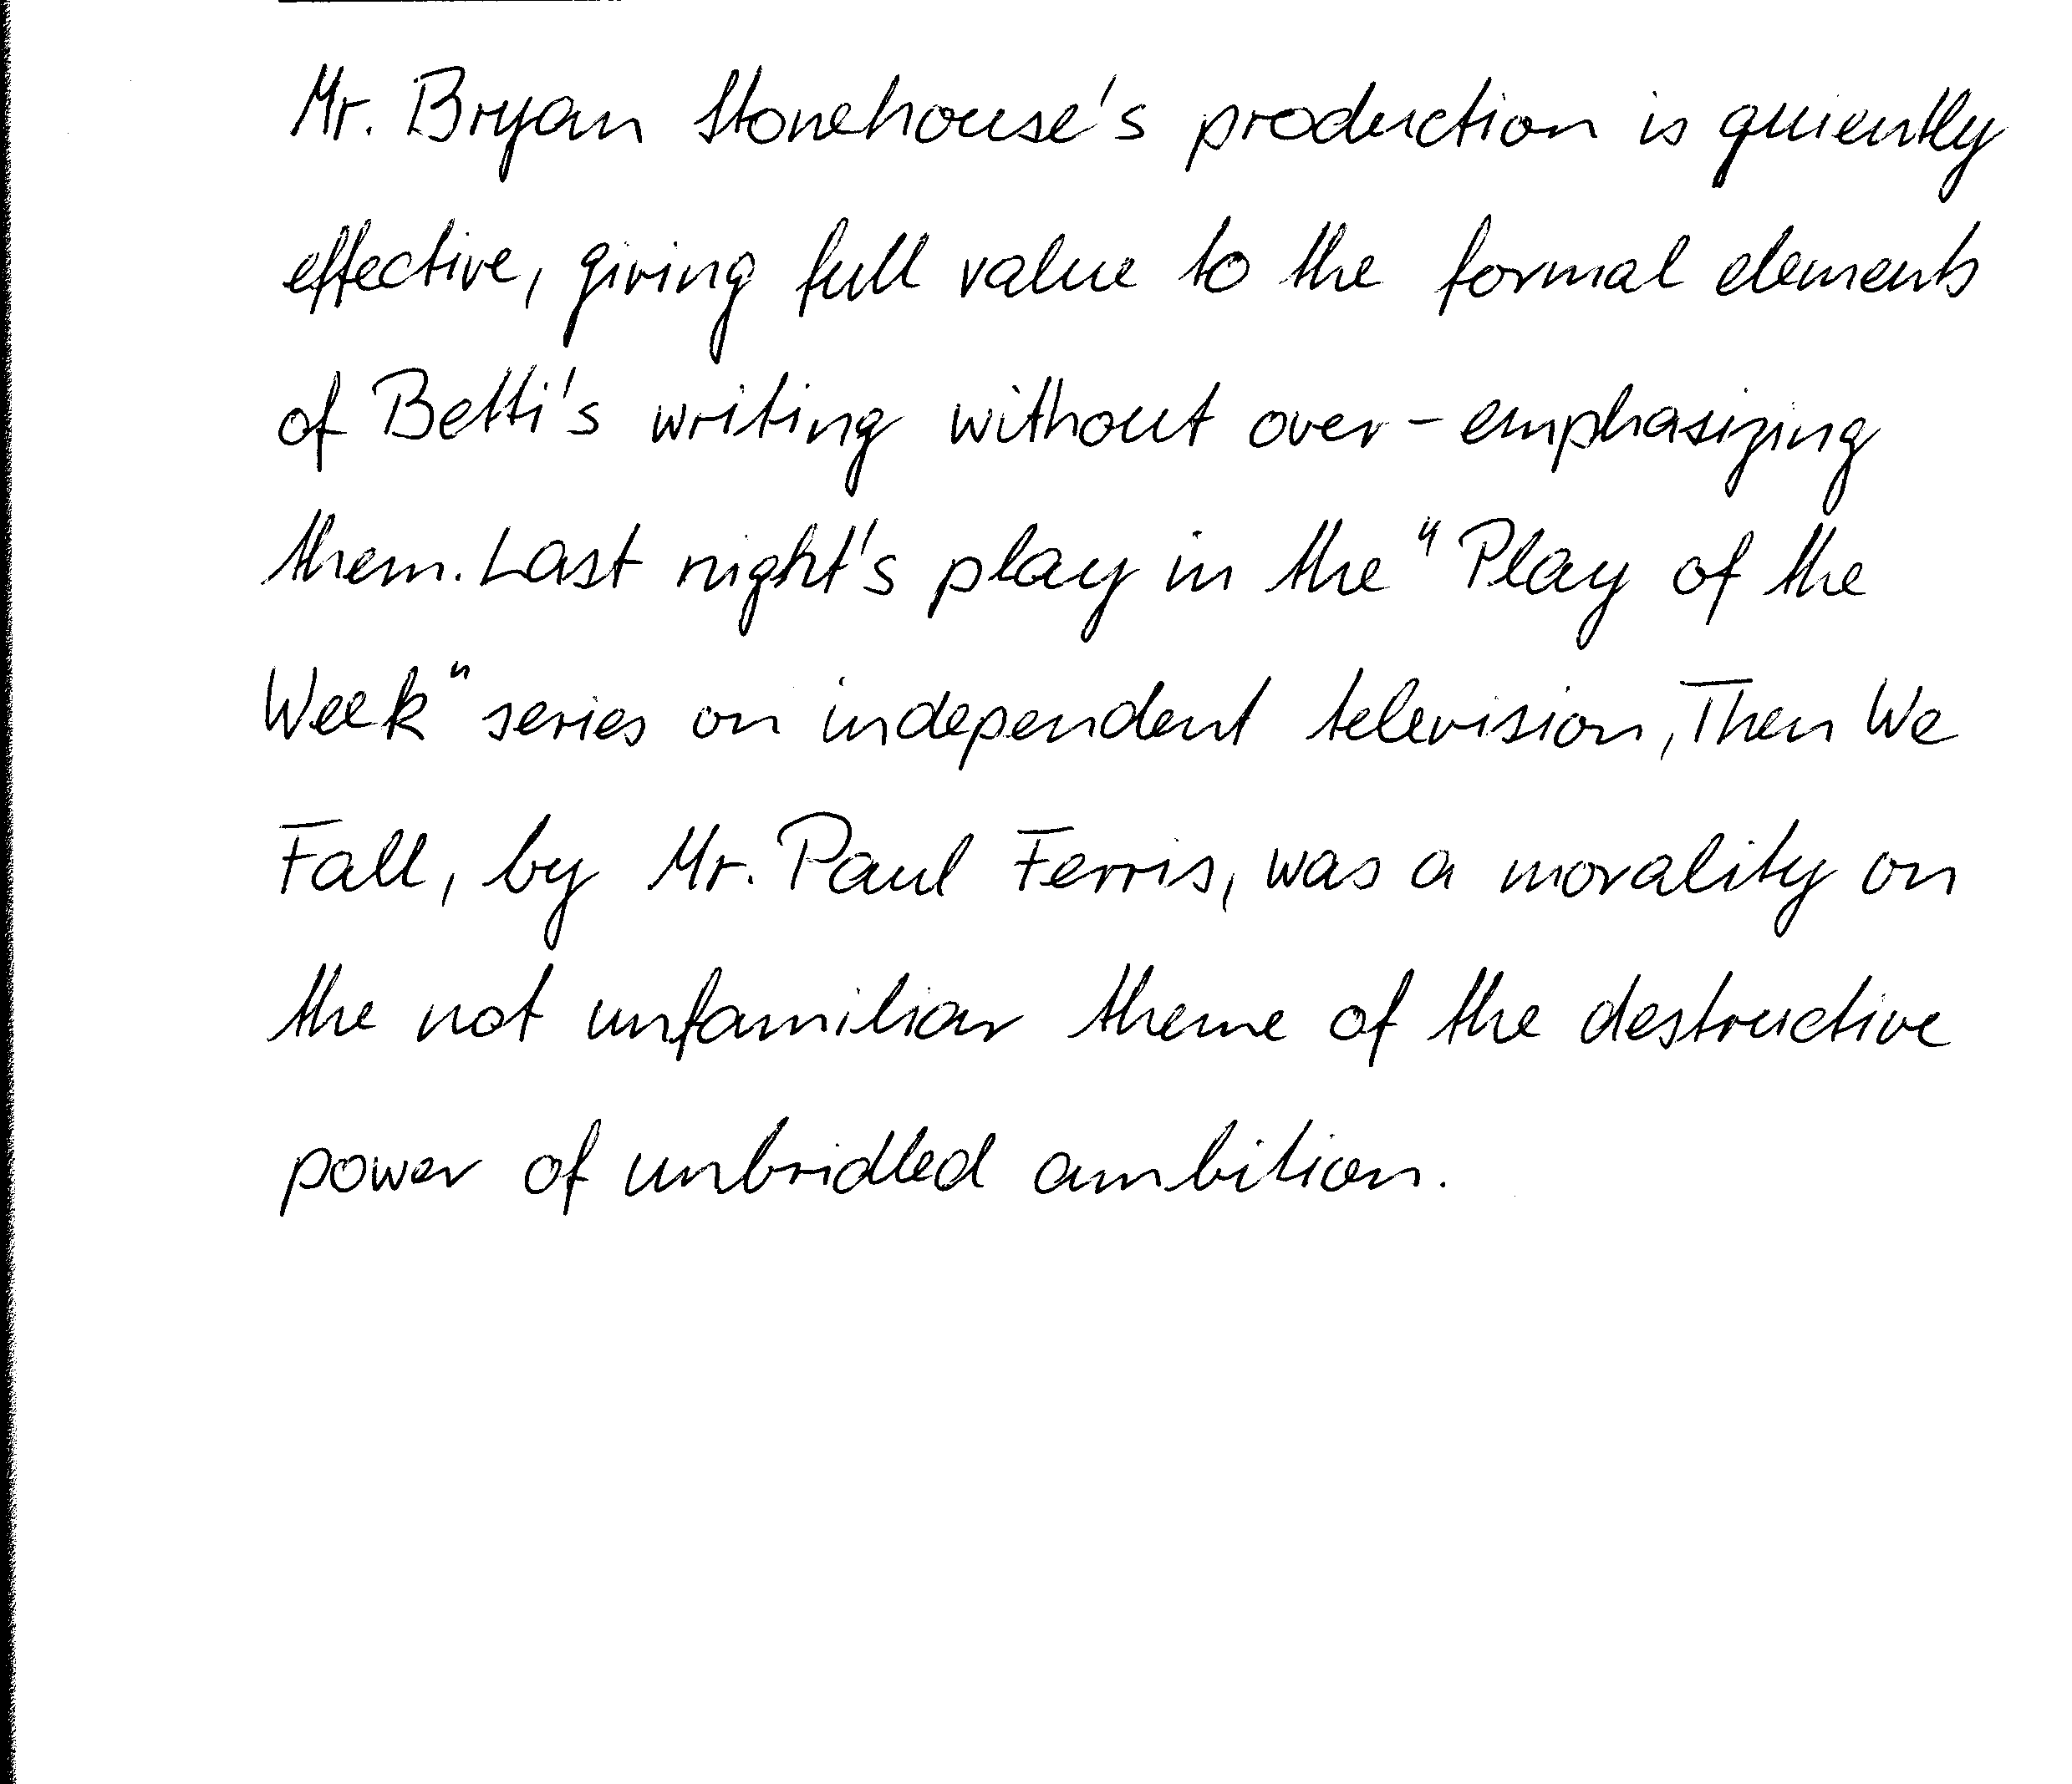 Mr. Bryan Stonehouse's production is quiently
effective, giving full value to the formal elements
of Betti's writing without over-emphasizing
them. Last night's play in the "Play of the
Week" series on independent television, Then We
Fall, by Mr. Paul Ferris, was a morality on
the not unfamiliar theme of the destructive
power of unbridled ambition.